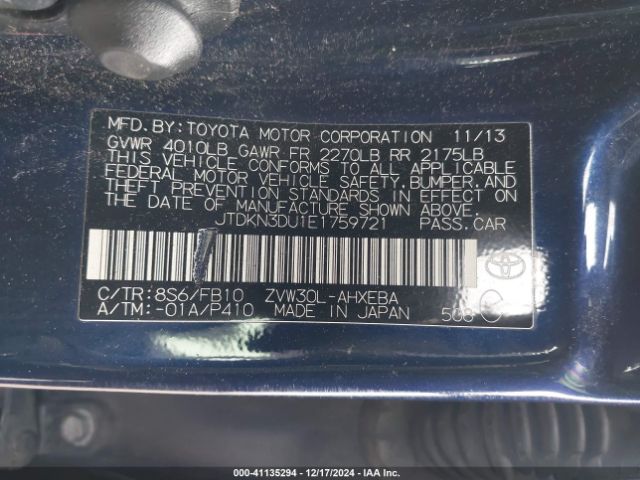 MFD.BY:TOYOTA MOTOR CORPORATION 11/13
GVWR 4010LB GAWR FR 2270LB RR 2175LB
THIS VEHICLE CONFORMS TO ALL APPLICABLE
FEDERAL MOTOR VEHICLE SAFETY,BUMPER,AND
THEFT PREVENTION STANDARDS IN EFFECT ON
THE DATE OF MANUFACTURE SHOWN ABOVE.
JTDKN3DU1E1759721 PASS.CAR
C/TR:8S6/FB10 ZVW30L-AHXEBA
A/TM:-01A/P410 MADE IN JAPAN C
000-41135294 - 12/17/2024 - IAA Inc.